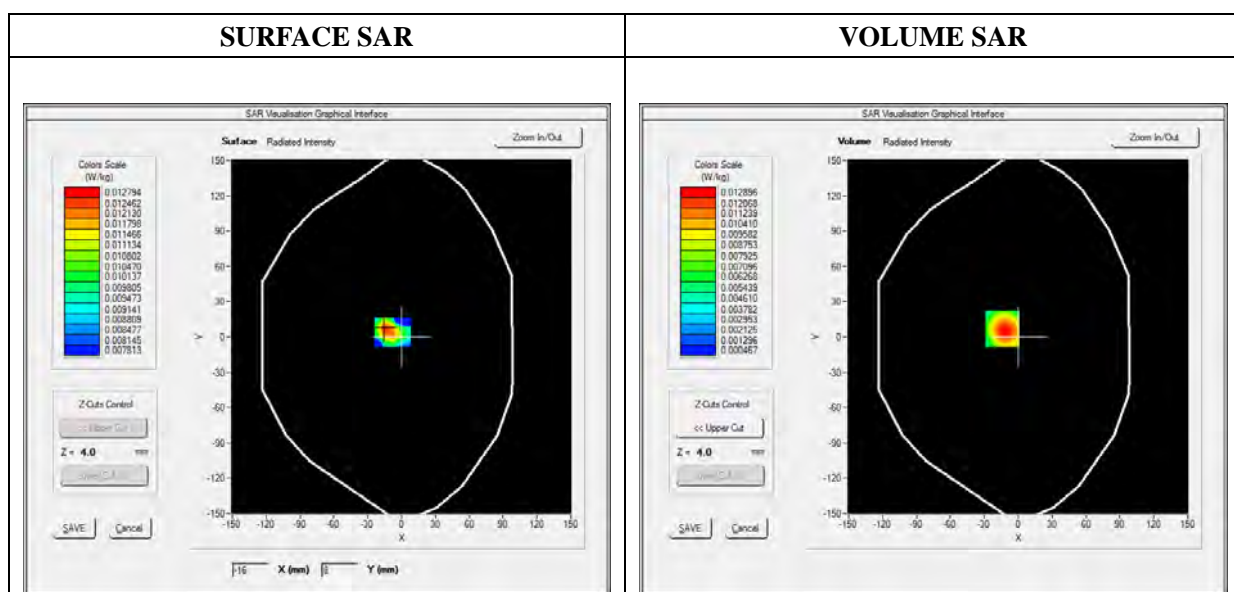 SURFACE SAR
SAR Visualisation Graphical Interface
Surface Radiated Intensity
Zoom In/Out
Colors Scale
(W/kg)
0.012794
0.012462
0.012130
0.011798
0.011466
0.011134
0.010802
0.010470
0.010137
0.009805
0.009473
0.009141
0.008809
0.008477
0.008145
0.007813
Z-Cuts Control
<< Upper Cut
Z = 4.0 mm
SAVE Cancel
150
120
90
60
30
0
-30
-60
-90
-120
-150
Y
-150 -120 -90 -60 -30 0 30 60 90 120 150
X
-16 X (mm) 8 Y (mm)
VOLUME SAR
SAR Visualisation Graphical Interface
Volume Radiated Intensity
Zoom In/Out
Colors Scale
(W/kg)
0.012896
0.012068
0.011239
0.010410
0.009582
0.008753
0.007925
0.007096
0.006268
0.005439
0.004610
0.003782
0.002953
0.002125
0.001296
0.000467
Z-Cuts Control
<< Upper Cut
Z = 4.0 mm
SAVE Cancel
150
120
90
60
30
0
-30
-60
-90
-120
-150
Y
-150 -120 -90 -60 -30 0 30 60 90 120 150
X